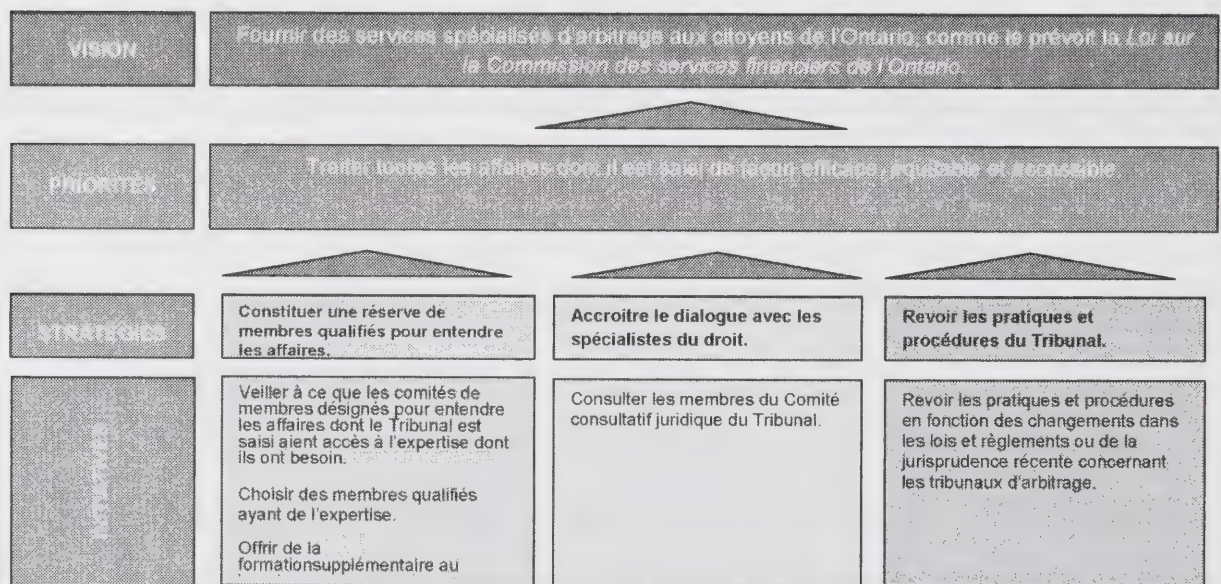 VISION
Fournir des services spécialisés d'arbitrage aux citoyens de l'Ontario, comme le prévoit la Loi sur
la Commission des services financiers de l'Ontario.
PRIORITÉS
Traiter toutes les affaires dont il est saisi de façon efficace, équitable et accessible.
STRATÉGIES
Constituer une réserve de
membres qualifiés pour entendre
les affaires.
Accroitre le dialogue avec les
spécialistes du droit.
Revoir les pratiques et
procédures du Tribunal.
Veiller à ce que les comités de
membres désignés pour entendre
les affaires dont le Tribunal est
saisi aient accès à l'expertise dont
ils ont besoin.
Choisir des membres qualifiés
ayant de l'expertise.
Offrir de la
formationsupplémentaire au
Consulter les membres du Comité
consultatif juridique du Tribunal.
Revoir les pratiques et procédures
en fonction des changements dans
les lois et règlements ou de la
jurisprudence récente concernant
les tribunaux d'arbitrage.